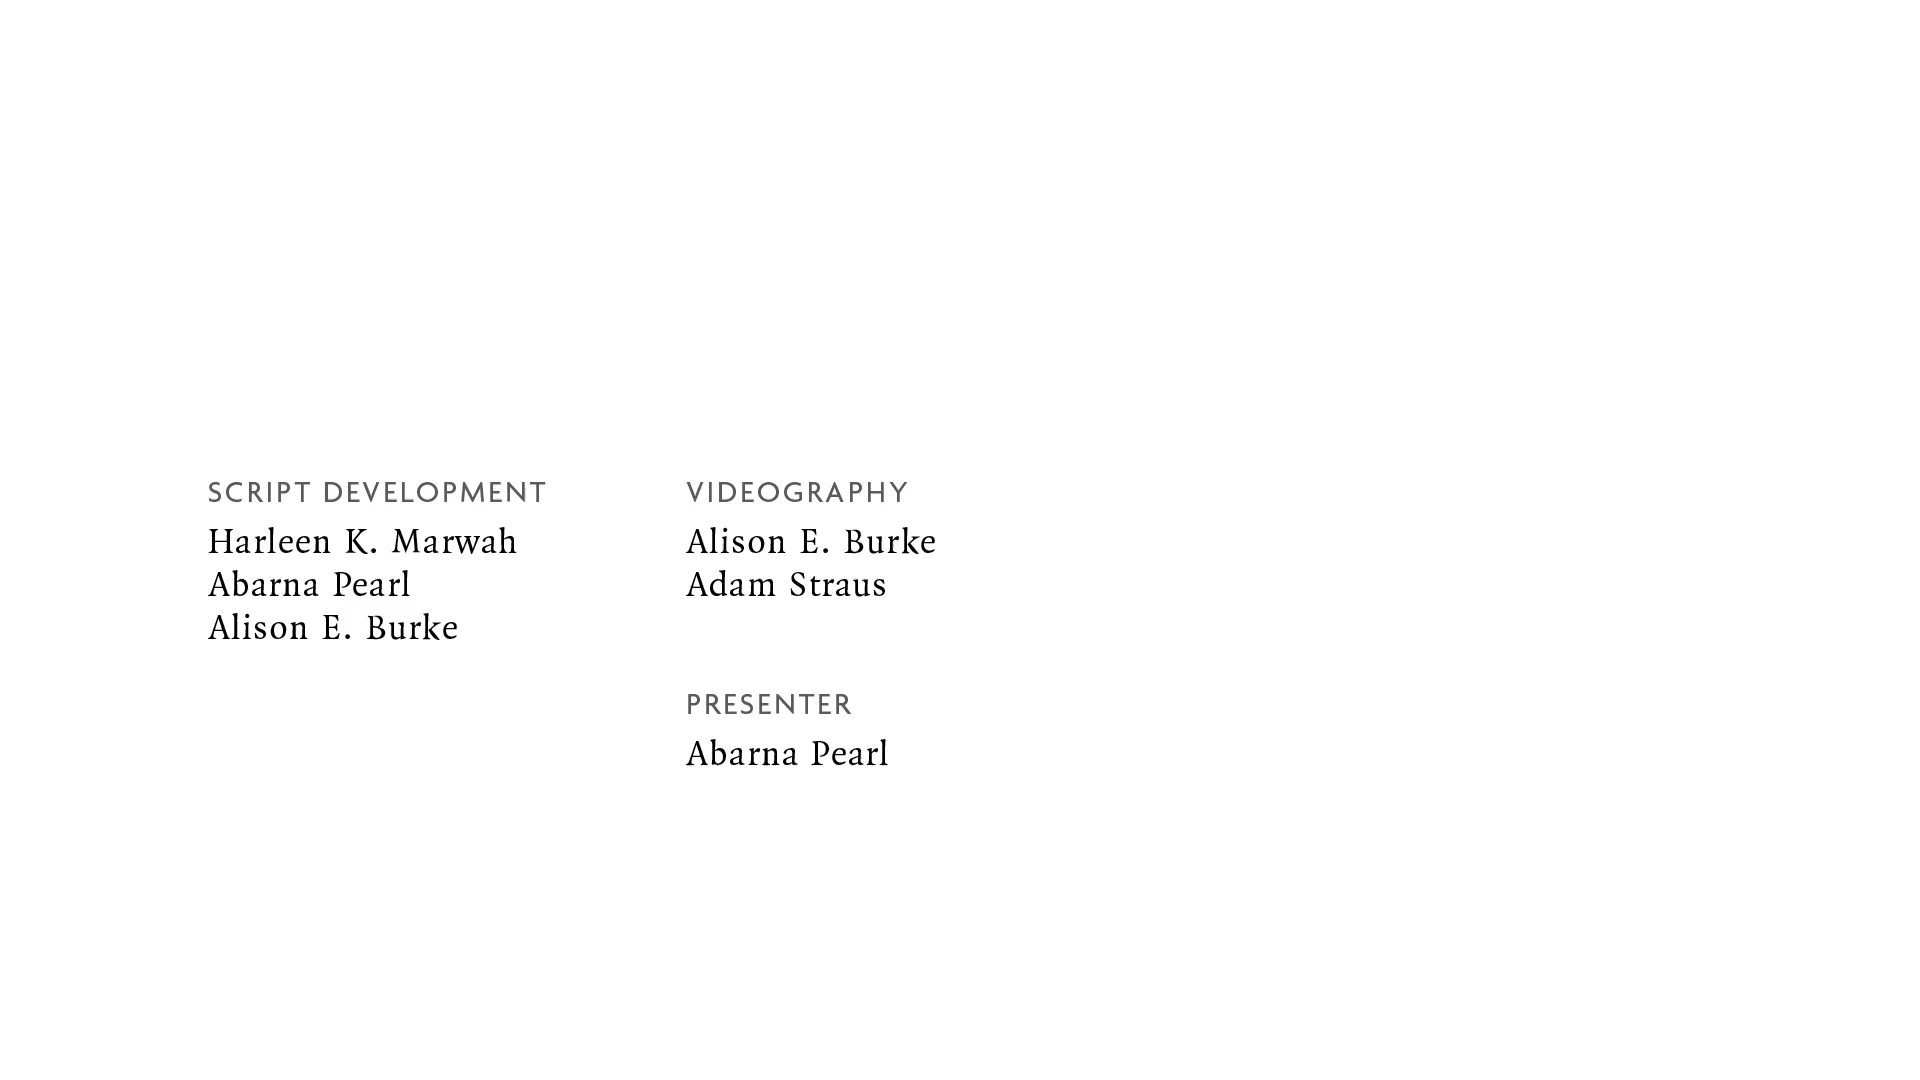 SCRIPT DEVELOPMENT
Harleen K. Marwah
Abarna Pearl
Alison E. Burke
VIDEOGRAPHY
Alison E. Burke
Adam Straus
PRESENTER
Abarna Pearl